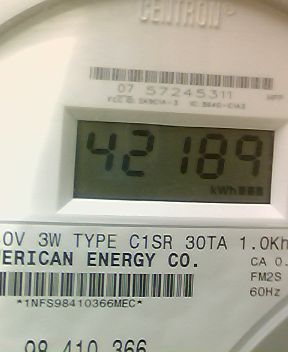 CENTRON®
07 57245311
42189
kWh
0V 3W TYPE C1SR 30TA 1.0Kh
ERICAN ENERGY CO.
CA 0.
FM2S
60Hz
*1NFS98410366MEC*
98 410 366